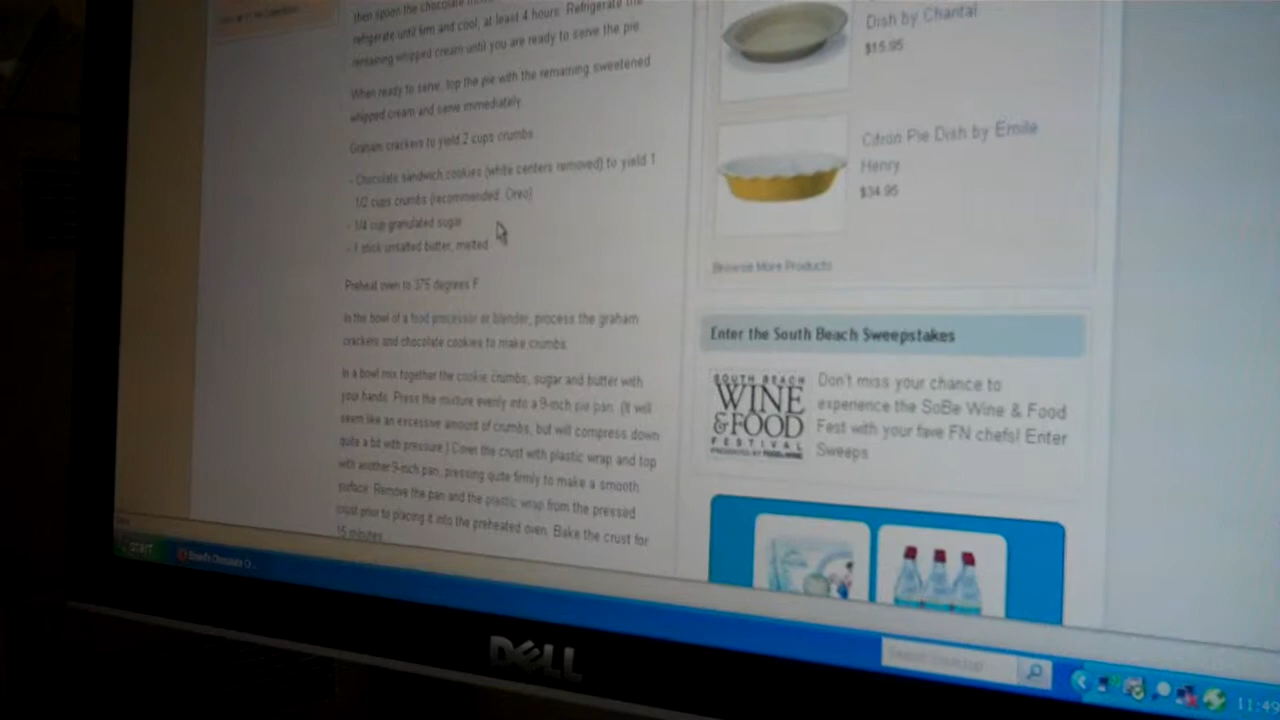 then spoon the chocolate
refrigerate until firm and cool, at least 4 hours. Refrigerate the
remaining whipped cream until you are ready to serve the pie.
When ready to serve, top the pie with the remaining sweetened
whipped cream and serve immediately.
Graham crackers to yield 2 cups crumbs
- Chocolate sandwich cookies (white centers removed) to yield 1
1/2 cups crumbs (recommended: Oreo)
- 1/4 cup granulated sugar
- 1 stick unsalted butter, melted
Preheat oven to 375 degrees F.
In the bowl of a food processor or blender, process the graham
crackers and chocolate cookies to make crumbs.
In a bowl mix together the cookie crumbs, sugar and butter with
your hands. Press the mixture evenly into a 9-inch pie pan. (It will
seem like an excessive amount of crumbs, but will compress down
quite a bit with pressure.) Cover the crust with plastic wrap and top
with another 9-inch pan, pressing quite firmly to make a smooth
surface. Remove the pan and the plastic wrap from the pressed
crust prior to placing it into the preheated oven. Bake the crust for
15 minutes.
Dish by Chantal
$15.95
Citron Pie Dish by Emile
Henry
$34.95
Browse More Products
Enter the South Beach Sweepstakes
SOUTH BEACH
WINE
& FOOD
FESTIVAL
PRESENTED BY FOOD & WINE
Don't miss your chance to
experience the SoBe Wine & Food
Fest with your fave FN chefs! Enter
Sweeps
start
DELL
11:49